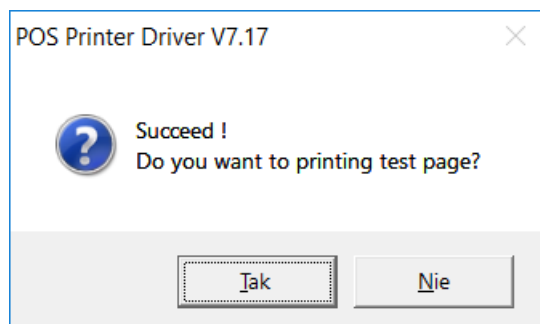 POS Printer Driver V7.17
Succeed !
Do you want to printing test page?
Tak
Nie